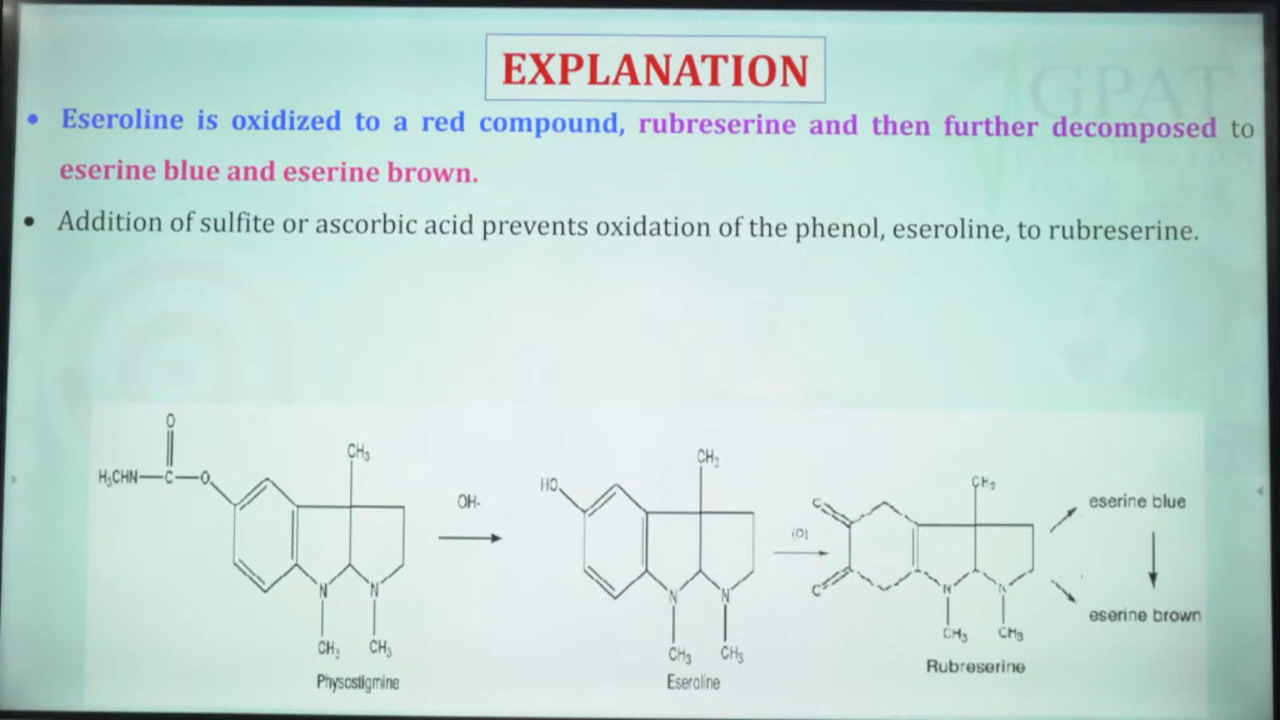 EXPLANATION
GPAT
• Eseroline is oxidized to a red compound, rubreserine and then further decomposed to
eserine blue and eserine brown.
• Addition of sulfite or ascorbic acid prevents oxidation of the phenol, eseroline, to rubreserine.
O
H₃CHN—C—O
CH₃
N
N
CH₃
CH₃
Physostigmine
OH-
HO
CH₃
N
N
CH₃
CH₃
Eseroline
(O)
CH₃
N
N
CH₃
CH₃
Rubreserine
eserine blue
eserine brown